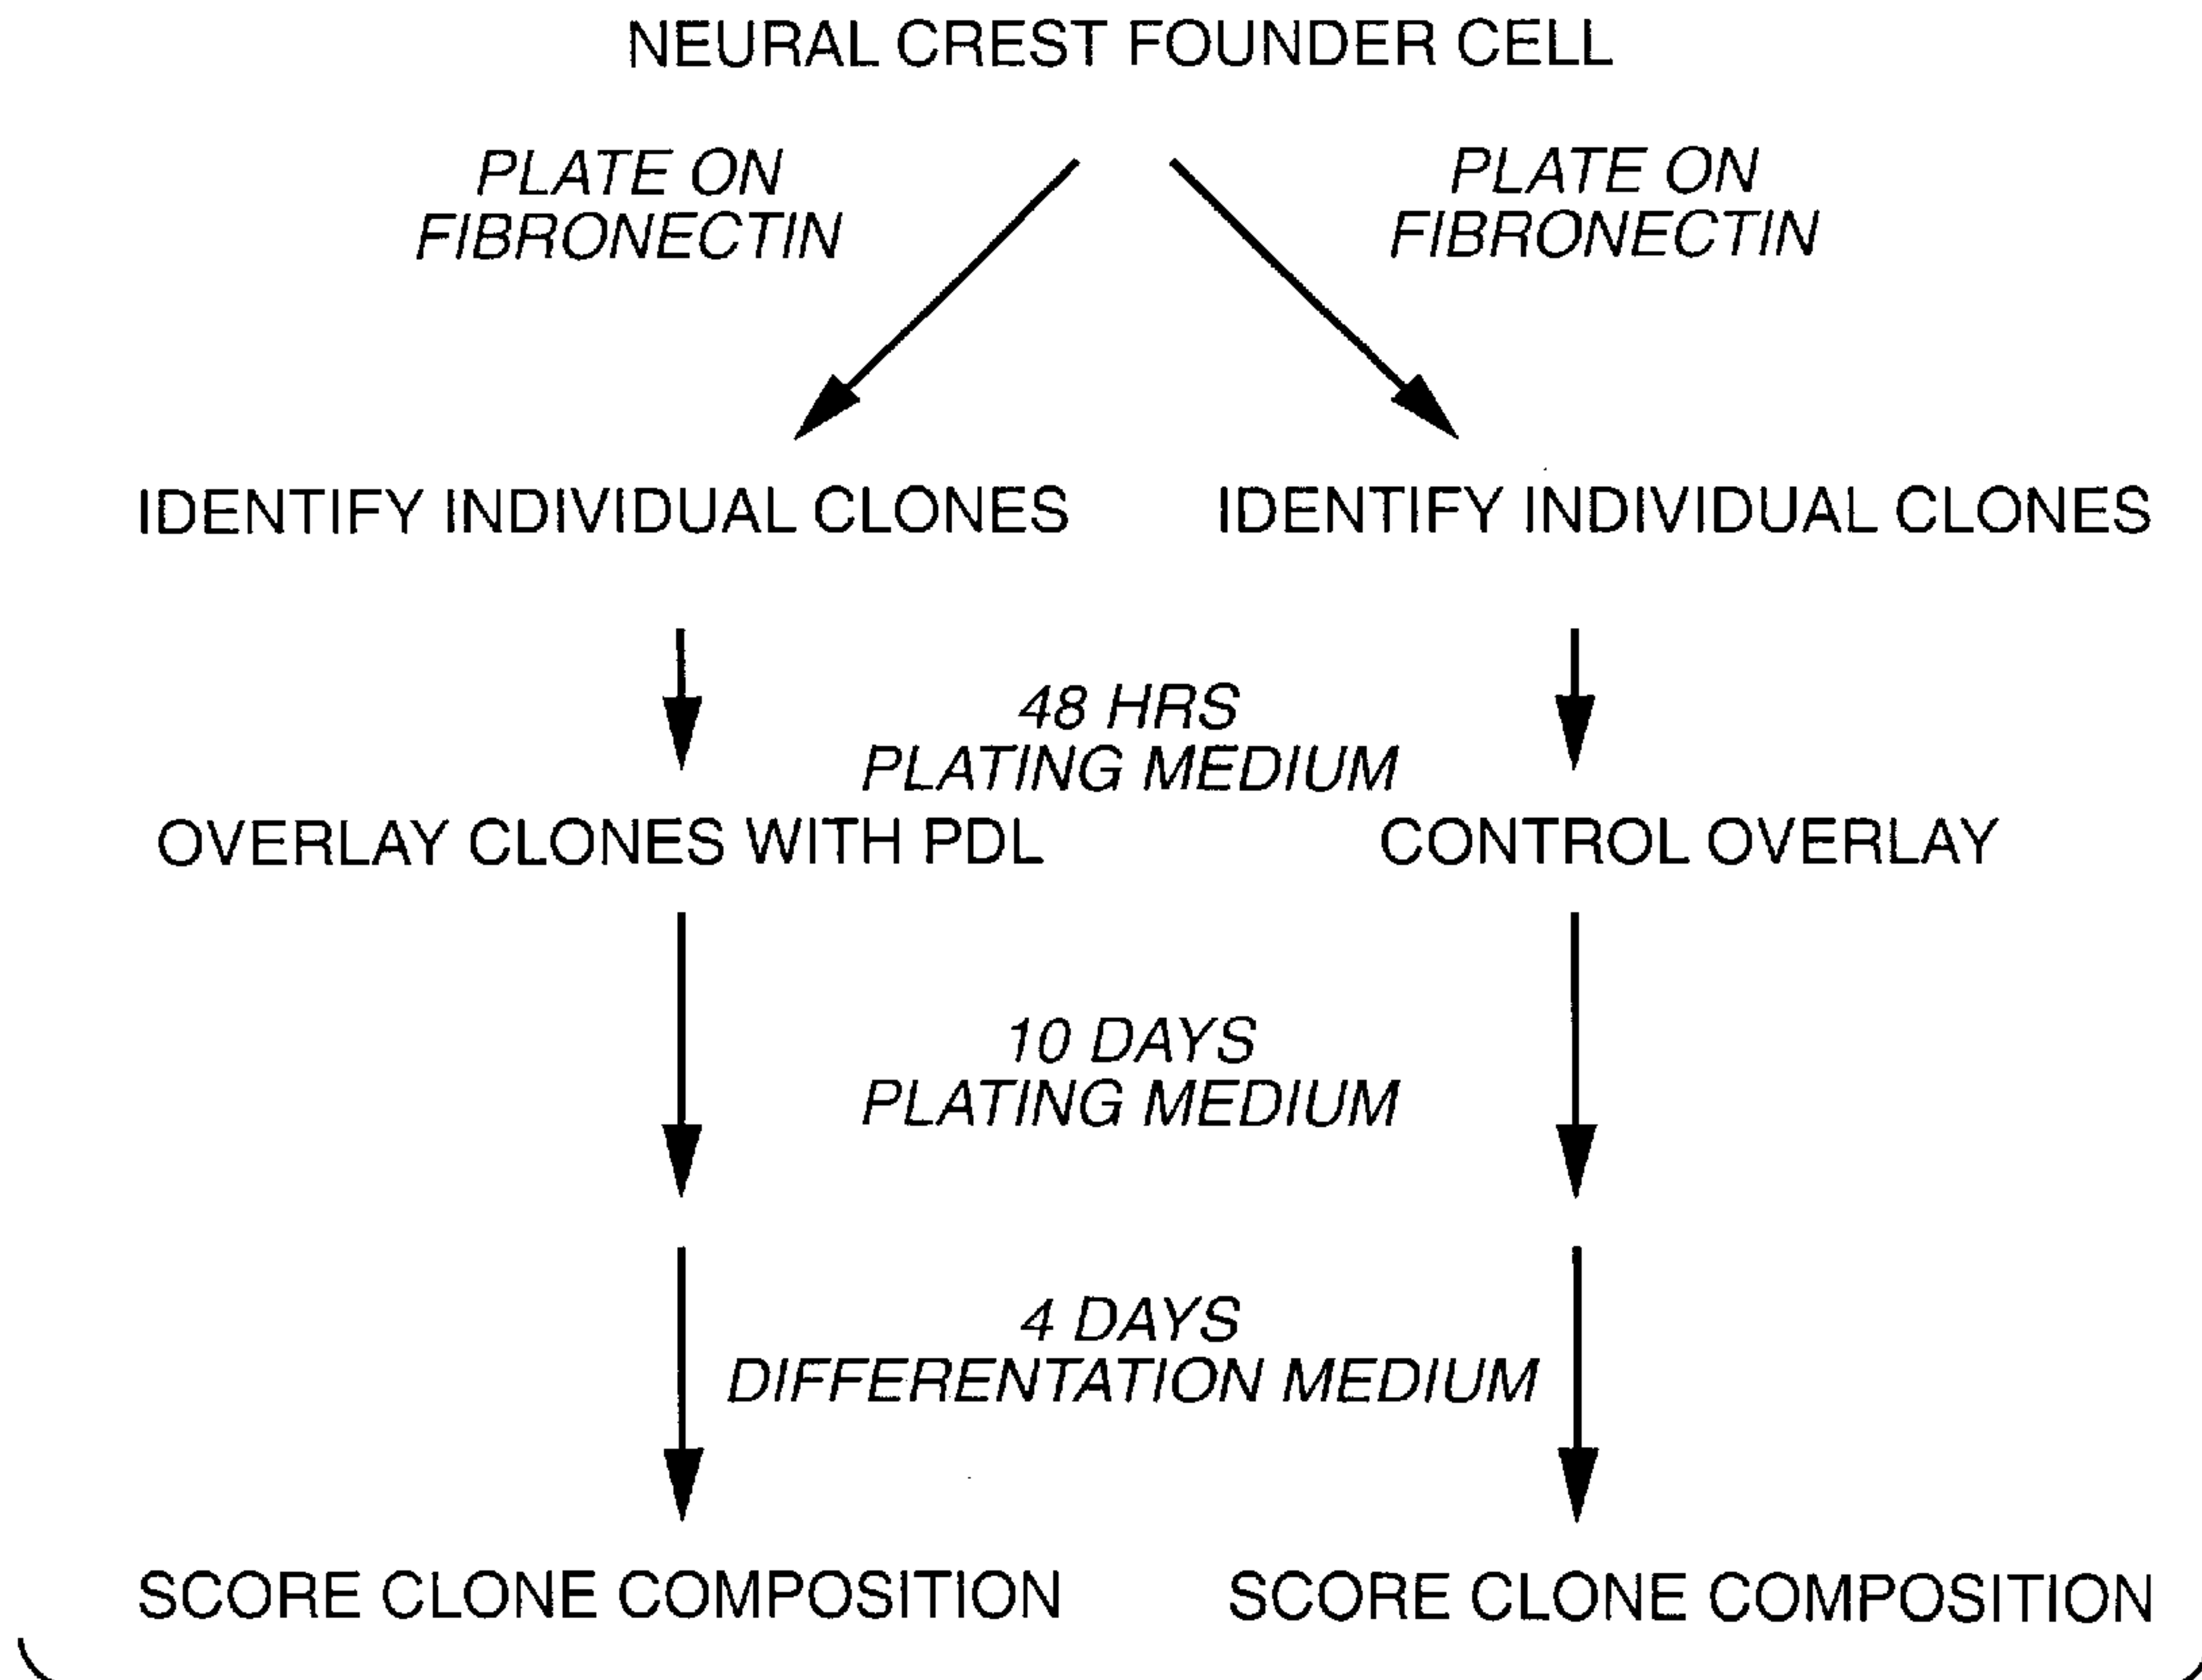 NEURAL CREST FOUNDER CELL
PLATE ON
FIBRONECTIN
PLATE ON
FIBRONECTIN
IDENTIFY INDIVIDUAL CLONES
IDENTIFY INDIVIDUAL CLONES
48 HRS
PLATING MEDIUM
OVERLAY CLONES WITH PDL
CONTROL OVERLAY
10 DAYS
PLATING MEDIUM
4 DAYS
DIFFERENTATION MEDIUM
SCORE CLONE COMPOSITION
SCORE CLONE COMPOSITION